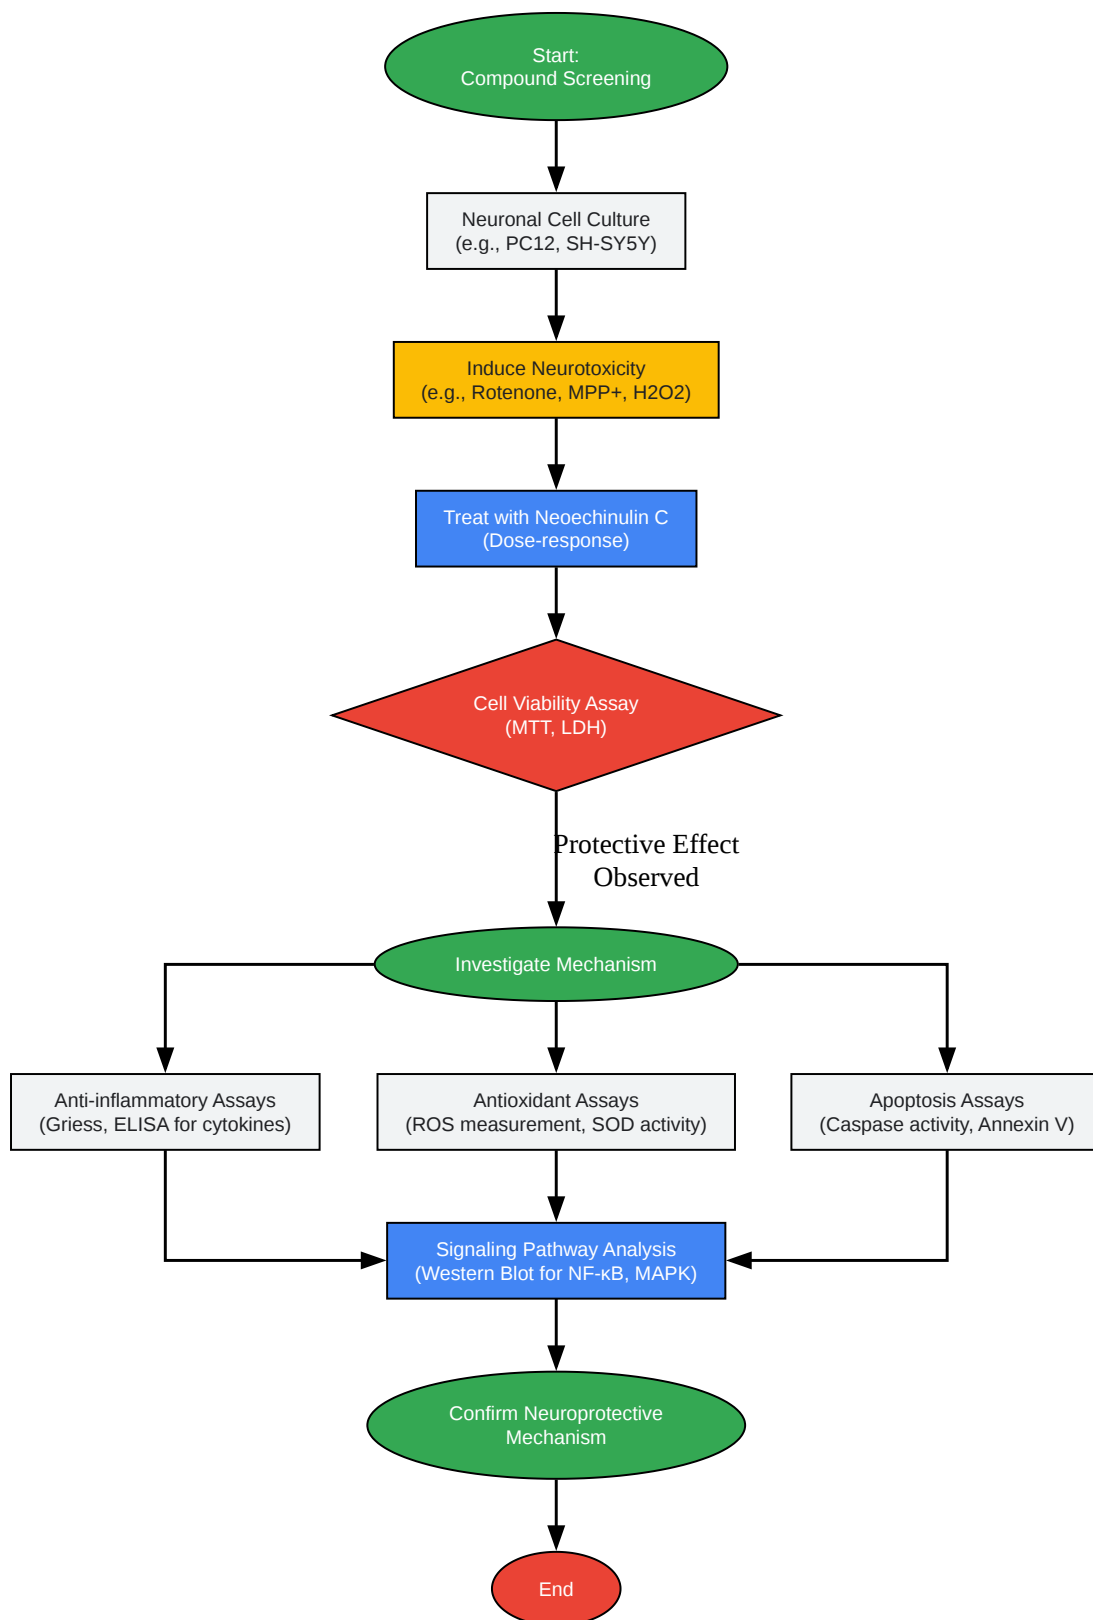 Start:
Compound Screening
Neuronal Cell Culture
(e.g., PC12, SH-SY5Y)
Induce Neurotoxicity
(e.g., Rotenone, MPP+, H2O2)
Treat with Neoechinulin C
(Dose-response)
Cell Viability Assay
(MTT, LDH)
Protective Effect
Observed
Investigate Mechanism
Anti-inflammatory Assays
(Griess, ELISA for cytokines)
Antioxidant Assays
(ROS measurement, SOD activity)
Apoptosis Assays
(Caspase activity, Annexin V)
Signaling Pathway Analysis
(Western Blot for NF-κB, MAPK)
Confirm Neuroprotective
Mechanism
End